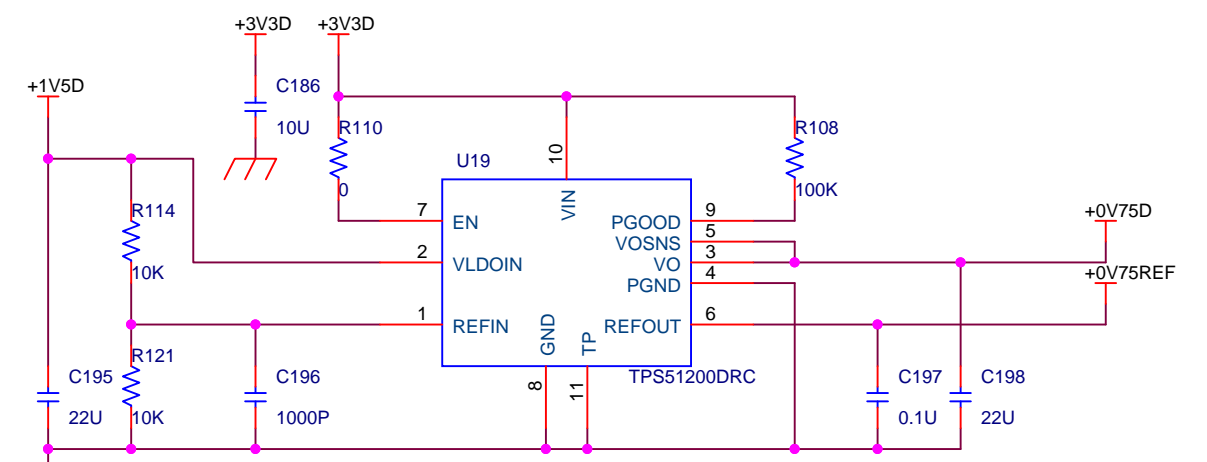 +3V3D +3V3D
+1V5D
C186
10U
R110
0
10
VIN
R108
100K
U19
R114
10K
7 EN
2 VLDOIN
1 REFIN
PGOOD 9
VOSNS 5
VO 3
PGND 4
REFOUT 6
+0V75D
+0V75REF
GND
8
TP
11
TPS51200DRC
C195
22U
R121
10K
C196
1000P
C197
0.1U
C198
22U